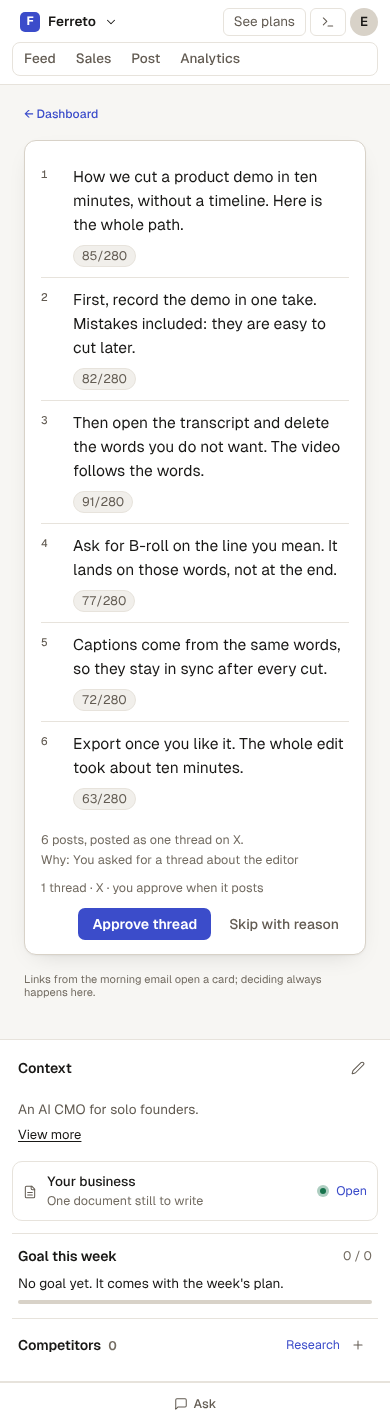 F Ferreto See plans E
Feed Sales Post Analytics
← Dashboard
1 How we cut a product demo in ten
minutes, without a timeline. Here is
the whole path.
85/280
2 First, record the demo in one take.
Mistakes included: they are easy to
cut later.
82/280
3 Then open the transcript and delete
the words you do not want. The video
follows the words.
91/280
4 Ask for B-roll on the line you mean. It
lands on those words, not at the end.
77/280
5 Captions come from the same words,
so they stay in sync after every cut.
72/280
6 Export once you like it. The whole edit
took about ten minutes.
63/280
6 posts, posted as one thread on X.
Why: You asked for a thread about the editor
1 thread · X · you approve when it posts
Approve thread Skip with reason
Links from the morning email open a card; deciding always
happens here.
Context
An AI CMO for solo founders.
View more
Your business
One document still to write
Open
Goal this week 0 / 0
No goal yet. It comes with the week's plan.
Competitors 0 Research +
Ask